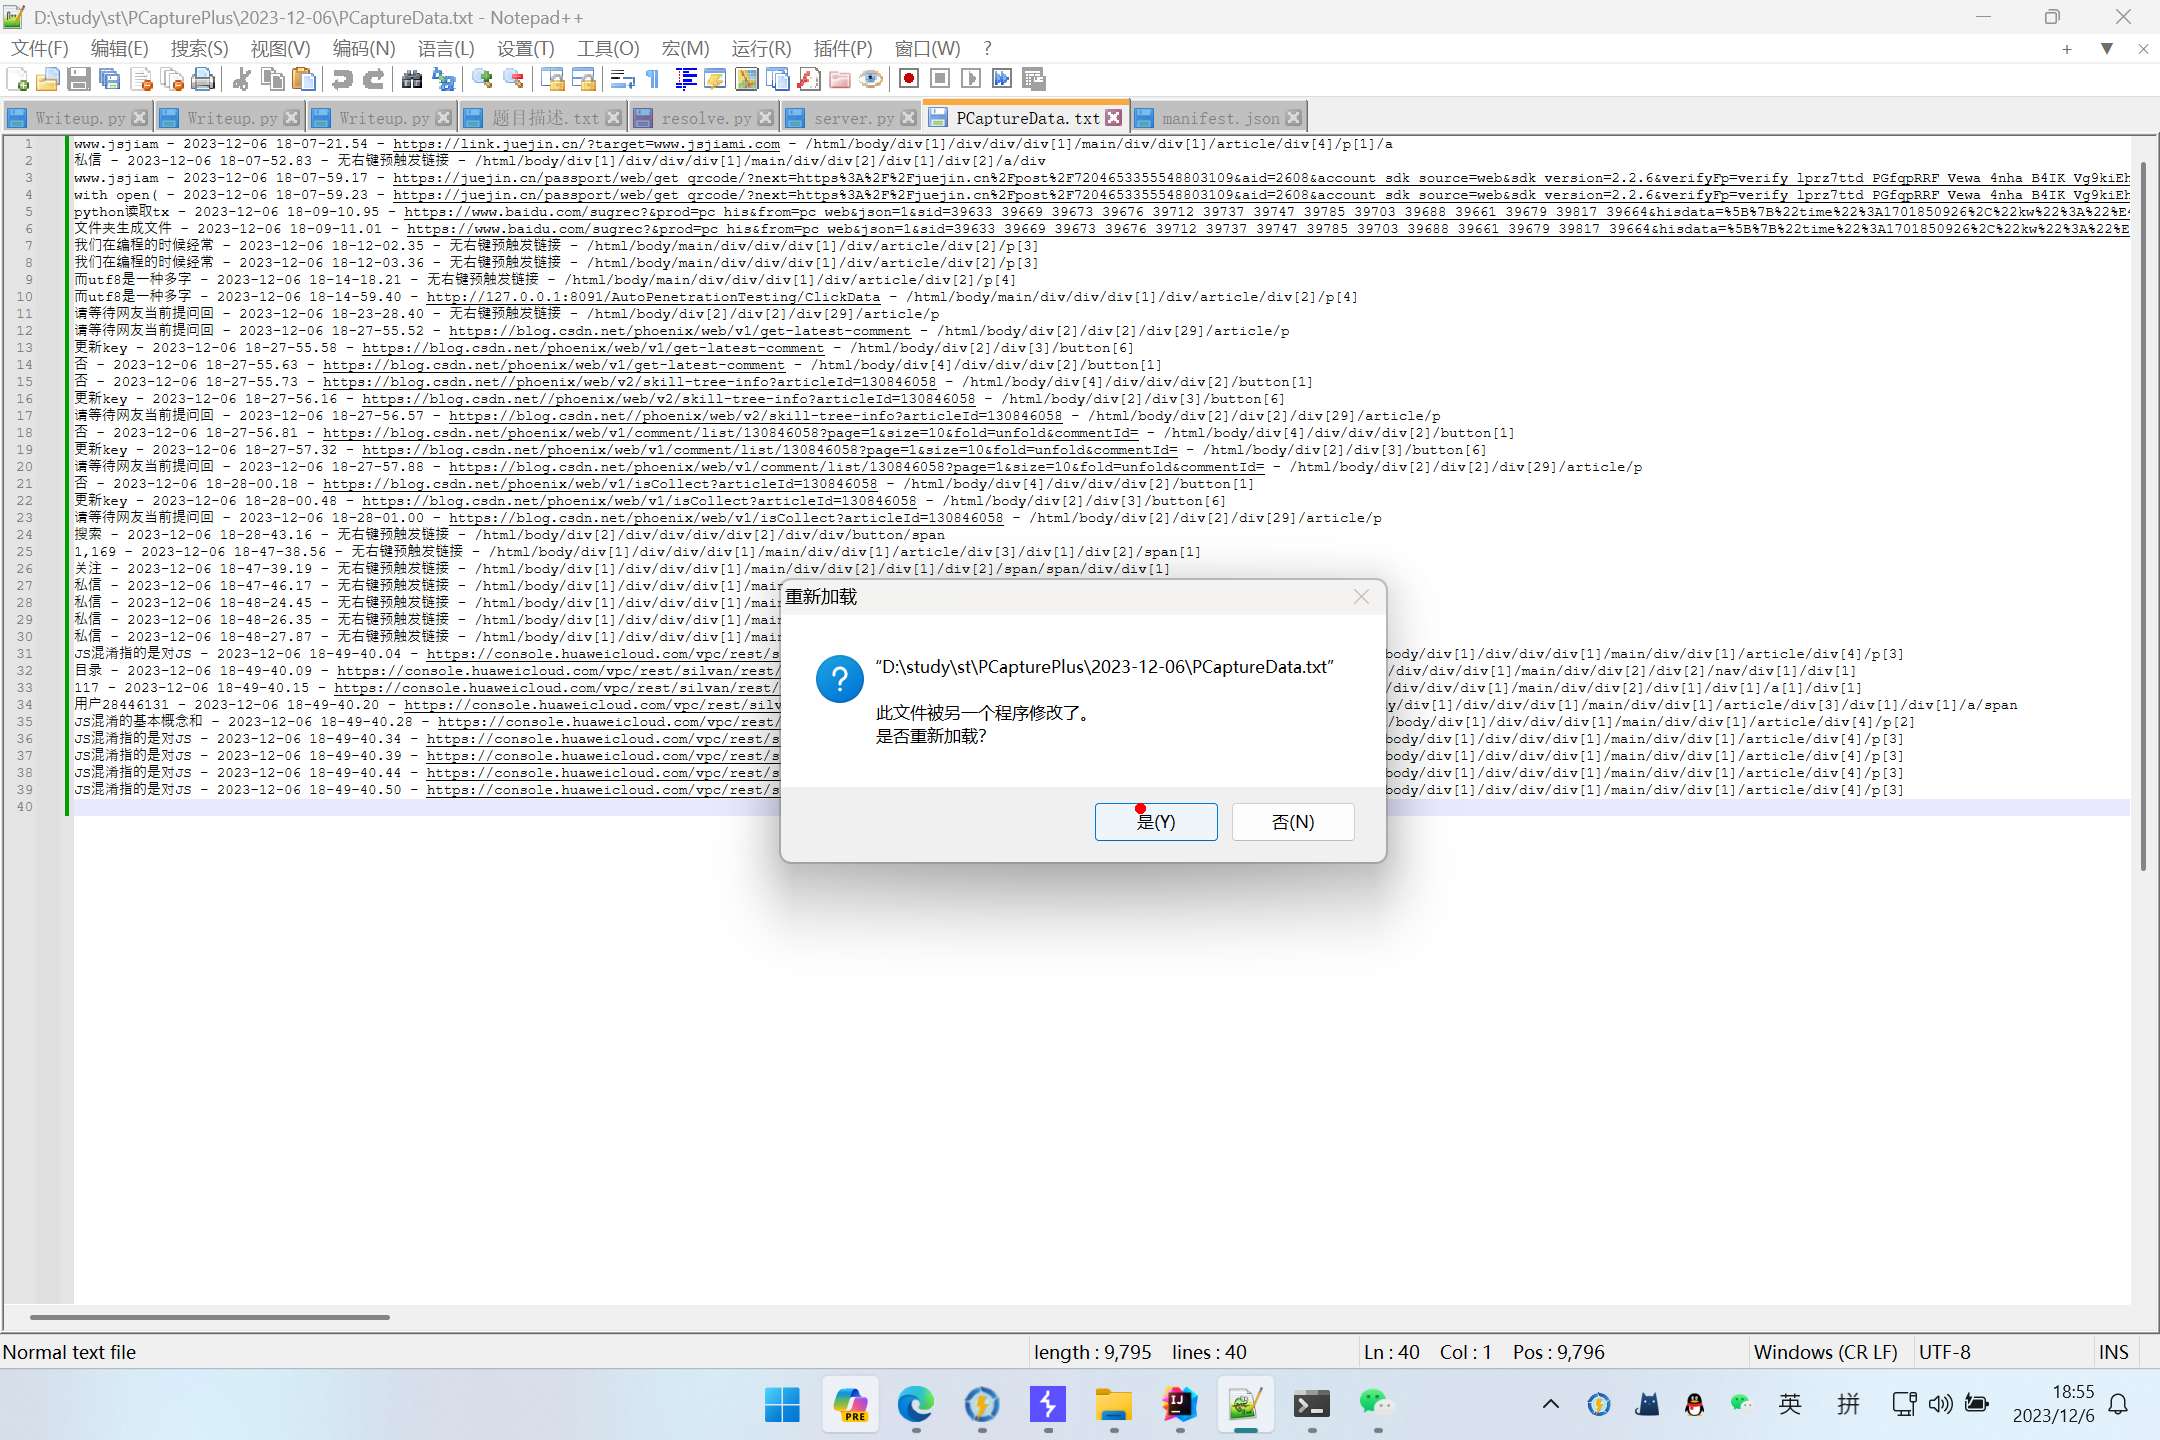 D:\study\st\PCapturePlus\2023-12-06\PCaptureData.txt - Notepad++
文件(F) 编辑(E) 搜索(S) 视图(V) 编码(N) 语言(L) 设置(T) 工具(O) 宏(M) 运行(R) 插件(P) 窗口(W) ?
Writeup.py Writeup.py Writeup.py 题目描述.txt resolve.py server.py PCaptureData.txt manifest.json
1 www.jsjiam - 2023-12-06 18-07-21.54 - https://link.juejin.cn/?target=www.jsjiami.com - /html/body/div[1]/div/div/div[1]/main/div/div[1]/article/div[4]/p[1]/a
2 私信 - 2023-12-06 18-07-52.83 - 无右键预触发链接 - /html/body/div[1]/div/div/div[1]/main/div/div[2]/div[1]/div[2]/a/div
3 www.jsjiam - 2023-12-06 18-07-59.17 - https://juejin.cn/passport/web/get_qrcode/?next=https%3A%2F%2Fjuejin.cn%2Fpost%2F7204653355548803109&aid=2608&account_sdk_source=web&sdk_version=2.2.6&verifyFp=verify_lprz7ttd_PGfqpRRF_Vewa_4nha_B4IK_Vg9kiEh
4 with open( - 2023-12-06 18-07-59.23 - https://juejin.cn/passport/web/get_qrcode/?next=https%3A%2F%2Fjuejin.cn%2Fpost%2F7204653355548803109&aid=2608&account_sdk_source=web&sdk_version=2.2.6&verifyFp=verify_lprz7ttd_PGfqpRRF_Vewa_4nha_B4IK_Vg9kiEh
5 python读取tx - 2023-12-06 18-09-10.95 - https://www.baidu.com/sugrec?&prod=pc_his&from=pc_web&json=1&sid=39633_39669_39673_39676_39712_39737_39747_39785_39703_39688_39661_39679_39817_39664&hisdata=%5B%7B%22time%22%3A1701850926%2C%22kw%22%3A%22%E
6 文件夹生成文件 - 2023-12-06 18-09-11.01 - https://www.baidu.com/sugrec?&prod=pc_his&from=pc_web&json=1&sid=39633_39669_39673_39676_39712_39737_39747_39785_39703_39688_39661_39679_39817_39664&hisdata=%5B%7B%22time%22%3A1701850926%2C%22kw%22%3A%22%E
7 我们在编程的时候经常 - 2023-12-06 18-12-02.35 - 无右键预触发链接 - /html/body/main/div/div/div[1]/div/article/div[2]/p[3]
8 我们在编程的时候经常 - 2023-12-06 18-12-03.36 - 无右键预触发链接 - /html/body/main/div/div/div[1]/div/article/div[2]/p[3]
9 而utf8是一种多字 - 2023-12-06 18-14-18.21 - 无右键预触发链接 - /html/body/main/div/div/div[1]/div/article/div[2]/p[4]
10 而utf8是一种多字 - 2023-12-06 18-14-59.40 - http://127.0.0.1:8091/AutoPenetrationTesting/ClickData - /html/body/main/div/div/div[1]/div/article/div[2]/p[4]
11 请等待网友当前提问回 - 2023-12-06 18-23-28.40 - 无右键预触发链接 - /html/body/div[2]/div[2]/div[29]/article/p
12 请等待网友当前提问回 - 2023-12-06 18-27-55.52 - https://blog.csdn.net/phoenix/web/v1/get-latest-comment - /html/body/div[2]/div[2]/div[29]/article/p
13 更新key - 2023-12-06 18-27-55.58 - https://blog.csdn.net/phoenix/web/v1/get-latest-comment - /html/body/div[2]/div[3]/button[6]
14 否 - 2023-12-06 18-27-55.63 - https://blog.csdn.net/phoenix/web/v1/get-latest-comment - /html/body/div[4]/div/div/div[2]/button[1]
15 否 - 2023-12-06 18-27-55.73 - https://blog.csdn.net//phoenix/web/v2/skill-tree-info?articleId=130846058 - /html/body/div[4]/div/div/div[2]/button[1]
16 更新key - 2023-12-06 18-27-56.16 - https://blog.csdn.net//phoenix/web/v2/skill-tree-info?articleId=130846058 - /html/body/div[2]/div[3]/button[6]
17 请等待网友当前提问回 - 2023-12-06 18-27-56.57 - https://blog.csdn.net//phoenix/web/v2/skill-tree-info?articleId=130846058 - /html/body/div[2]/div[2]/div[29]/article/p
18 否 - 2023-12-06 18-27-56.81 - https://blog.csdn.net/phoenix/web/v1/comment/list/130846058?page=1&size=10&fold=unfold&commentId= - /html/body/div[4]/div/div/div[2]/button[1]
19 更新key - 2023-12-06 18-27-57.32 - https://blog.csdn.net/phoenix/web/v1/comment/list/130846058?page=1&size=10&fold=unfold&commentId= - /html/body/div[2]/div[3]/button[6]
20 请等待网友当前提问回 - 2023-12-06 18-27-57.88 - https://blog.csdn.net/phoenix/web/v1/comment/list/130846058?page=1&size=10&fold=unfold&commentId= - /html/body/div[2]/div[2]/div[29]/article/p
21 否 - 2023-12-06 18-28-00.18 - https://blog.csdn.net/phoenix/web/v1/isCollect?articleId=130846058 - /html/body/div[4]/div/div/div[2]/button[1]
22 更新key - 2023-12-06 18-28-00.48 - https://blog.csdn.net/phoenix/web/v1/isCollect?articleId=130846058 - /html/body/div[2]/div[3]/button[6]
23 请等待网友当前提问回 - 2023-12-06 18-28-01.00 - https://blog.csdn.net/phoenix/web/v1/isCollect?articleId=130846058 - /html/body/div[2]/div[2]/div[29]/article/p
24 搜索 - 2023-12-06 18-28-43.16 - 无右键预触发链接 - /html/body/div[2]/div/div/div/div[2]/div/div/button/span
25 1,169 - 2023-12-06 18-47-38.56 - 无右键预触发链接 - /html/body/div[1]/div/div/div[1]/main/div/div[1]/article/div[3]/div[1]/div[2]/span[1]
26 关注 - 2023-12-06 18-47-39.19 - 无右键预触发链接 - /html/body/div[1]/div/div/div[1]/main/div/div[2]/div[1]/div[2]/span/span/div/div[1]
27 私信 - 2023-12-06 18-47-46.17 - 无右键预触发链接 - /html/body/div[1]/div/div/div[1]/mai
28 私信 - 2023-12-06 18-48-24.45 - 无右键预触发链接 - /html/body/div[1]/div/div/div[1]/mai
29 私信 - 2023-12-06 18-48-26.35 - 无右键预触发链接 - /html/body/div[1]/div/div/div[1]/mai
30 私信 - 2023-12-06 18-48-27.87 - 无右键预触发链接 - /html/body/div[1]/div/div/div[1]/mai
31 JS混淆指的是对JS - 2023-12-06 18-49-40.04 - https://console.huaweicloud.com/vpc/rest/s body/div[1]/div/div/div[1]/main/div/div[1]/article/div[4]/p[3]
32 目录 - 2023-12-06 18-49-40.09 - https://console.huaweicloud.com/vpc/rest/silvan/rest/ /div/div/div[1]/main/div/div[2]/div[2]/nav/div[1]/div[1]
33 117 - 2023-12-06 18-49-40.15 - https://console.huaweicloud.com/vpc/rest/silvan/rest/ div/div/div[1]/main/div/div[2]/div[1]/div[1]/a[1]/div[1]
34 用户28446131 - 2023-12-06 18-49-40.20 - https://console.huaweicloud.com/vpc/rest/silv y/div[1]/div/div/div[1]/main/div/div[1]/article/div[3]/div[1]/div[1]/a/span
35 JS混淆的基本概念和 - 2023-12-06 18-49-40.28 - https://console.huaweicloud.com/vpc/rest/ /body/div[1]/div/div/div[1]/main/div/div[1]/article/div[4]/p[2]
36 JS混淆指的是对JS - 2023-12-06 18-49-40.34 - https://console.huaweicloud.com/vpc/rest/s body/div[1]/div/div/div[1]/main/div/div[1]/article/div[4]/p[3]
37 JS混淆指的是对JS - 2023-12-06 18-49-40.39 - https://console.huaweicloud.com/vpc/rest/s body/div[1]/div/div/div[1]/main/div/div[1]/article/div[4]/p[3]
38 JS混淆指的是对JS - 2023-12-06 18-49-40.44 - https://console.huaweicloud.com/vpc/rest/s body/div[1]/div/div/div[1]/main/div/div[1]/article/div[4]/p[3]
39 JS混淆指的是对JS - 2023-12-06 18-49-40.50 - https://console.huaweicloud.com/vpc/rest/s body/div[1]/div/div/div[1]/main/div/div[1]/article/div[4]/p[3]
40
重新加载
“D:\study\st\PCapturePlus\2023-12-06\PCaptureData.txt”
此文件被另一个程序修改了。
是否重新加载?
是(Y) 否(N)
Normal text file length : 9,795 lines : 40 Ln : 40 Col : 1 Pos : 9,796 Windows (CR LF) UTF-8 INS
PRE
英 拼
18:55
2023/12/6